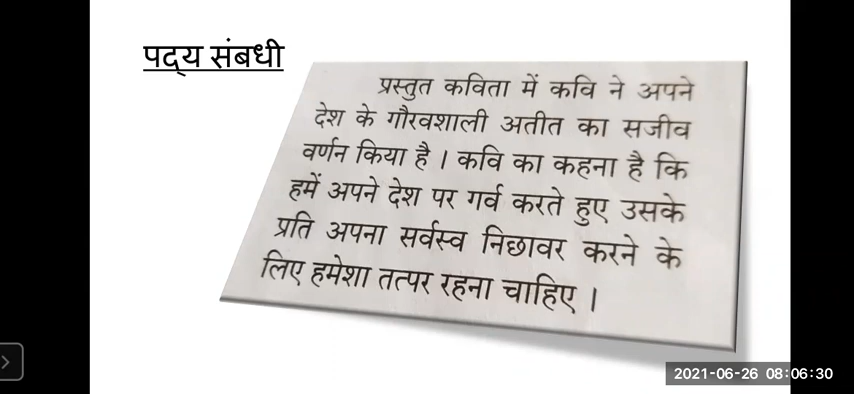 पद्य संबधी
प्रस्तुत कविता में कवि ने अपने
देश के गौरवशाली अतीत का सजीव
वर्णन किया है । कवि का कहना है कि
हमें अपने देश पर गर्व करते हुए उसके
प्रति अपना सर्वस्व निछावर करने के
लिए हमेशा तत्पर रहना चाहिए ।
2021-06-26 08:06:30